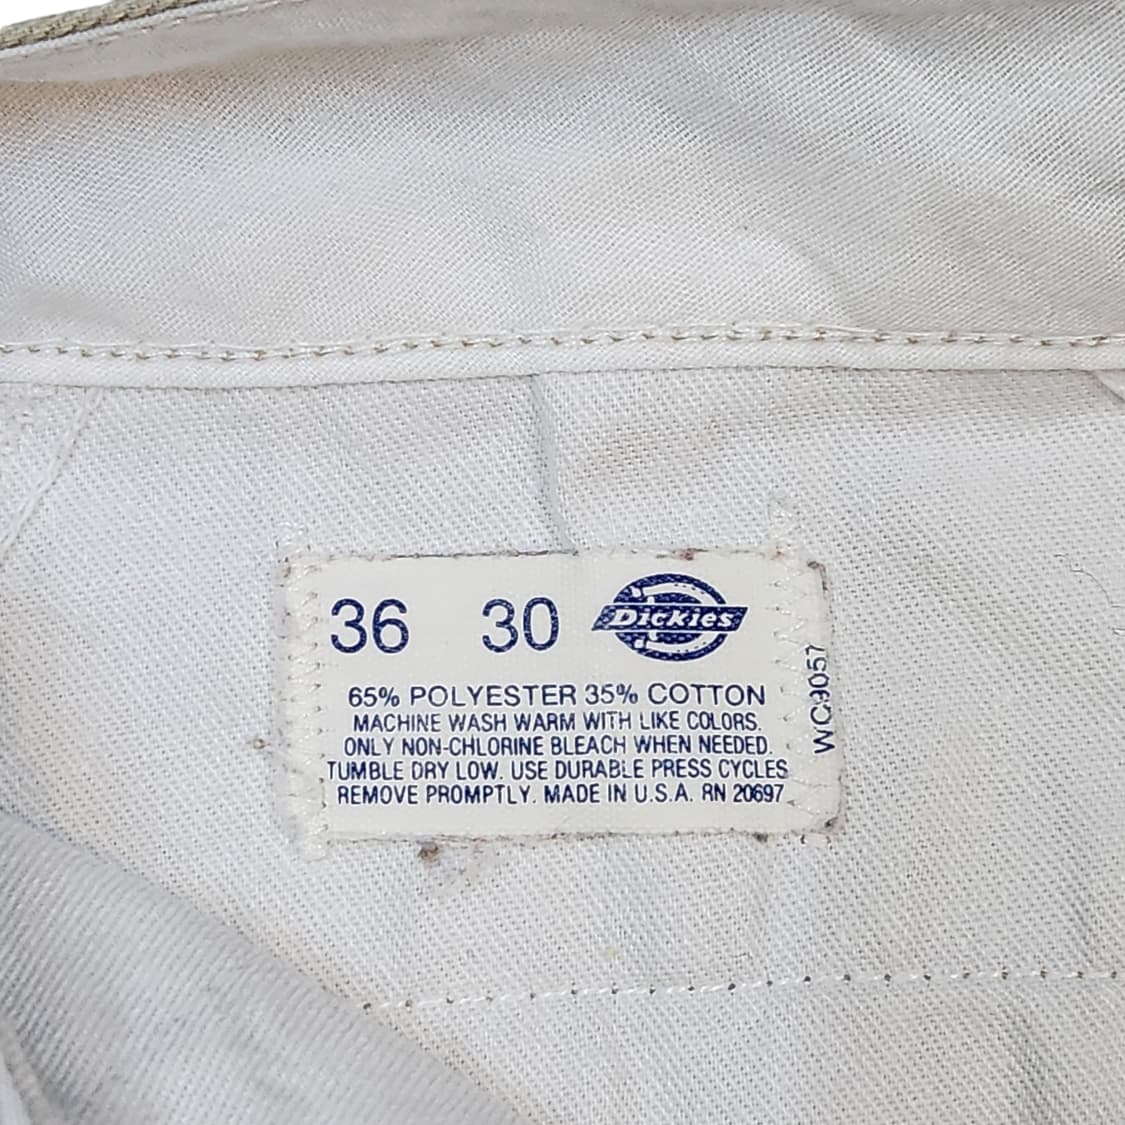 36 30 Dickies
65% POLYESTER 35% COTTON
MACHINE WASH WARM WITH LIKE COLORS.
ONLY NON-CHLORINE BLEACH WHEN NEEDED.
TUMBLE DRY LOW. USE DURABLE PRESS CYCLES
REMOVE PROMPTLY. MADE IN U.S.A. RN 20697